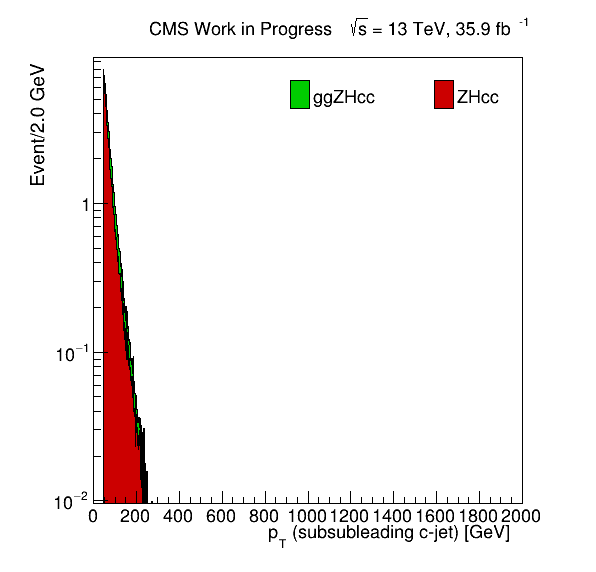 CMS Work in Progress √s = 13 TeV, 35.9 fb⁻¹
Event/2.0 GeV
ggZHcc ZHcc
1
10⁻¹
10⁻²
0 200 400 600 800 1000 1200 1400 1600 1800 2000
p_T (subsubleading c-jet) [GeV]